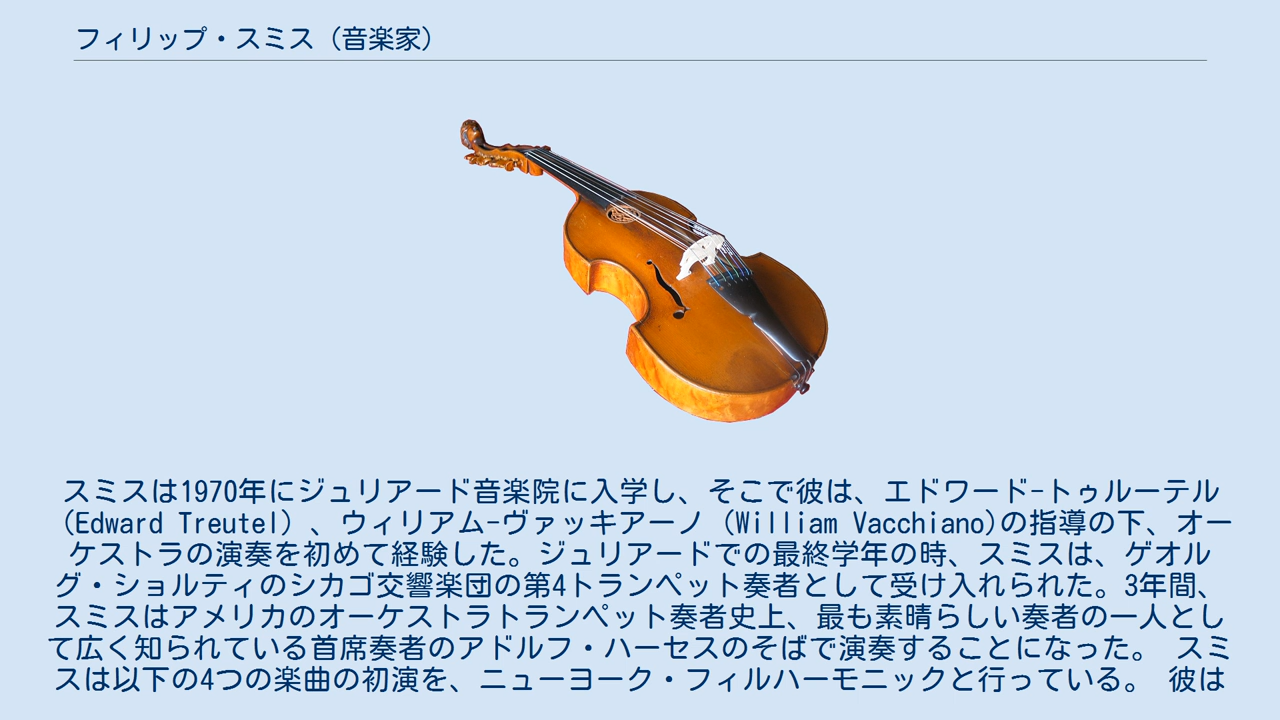 フィリップ・スミス（音楽家）
スミスは1970年にジュリアード音楽院に入学し、そこで彼は、エドワード-トゥルーテル
（Edward Treutel）、ウィリアム-ヴァッキアーノ（William Vacchiano)の指導の下、オー
ケストラの演奏を初めて経験した。ジュリアードでの最終学年の時、スミスは、ゲオル
グ・ショルティのシカゴ交響楽団の第4トランペット奏者として受け入れられた。3年間、
スミスはアメリカのオーケストラトランペット奏者史上、最も素晴らしい奏者の一人とし
て広く知られている首席奏者のアドルフ・ハーセスのそばで演奏することになった。 スミ
スは以下の4つの楽曲の初演を、ニューヨーク・フィルハーモニックと行っている。 彼は